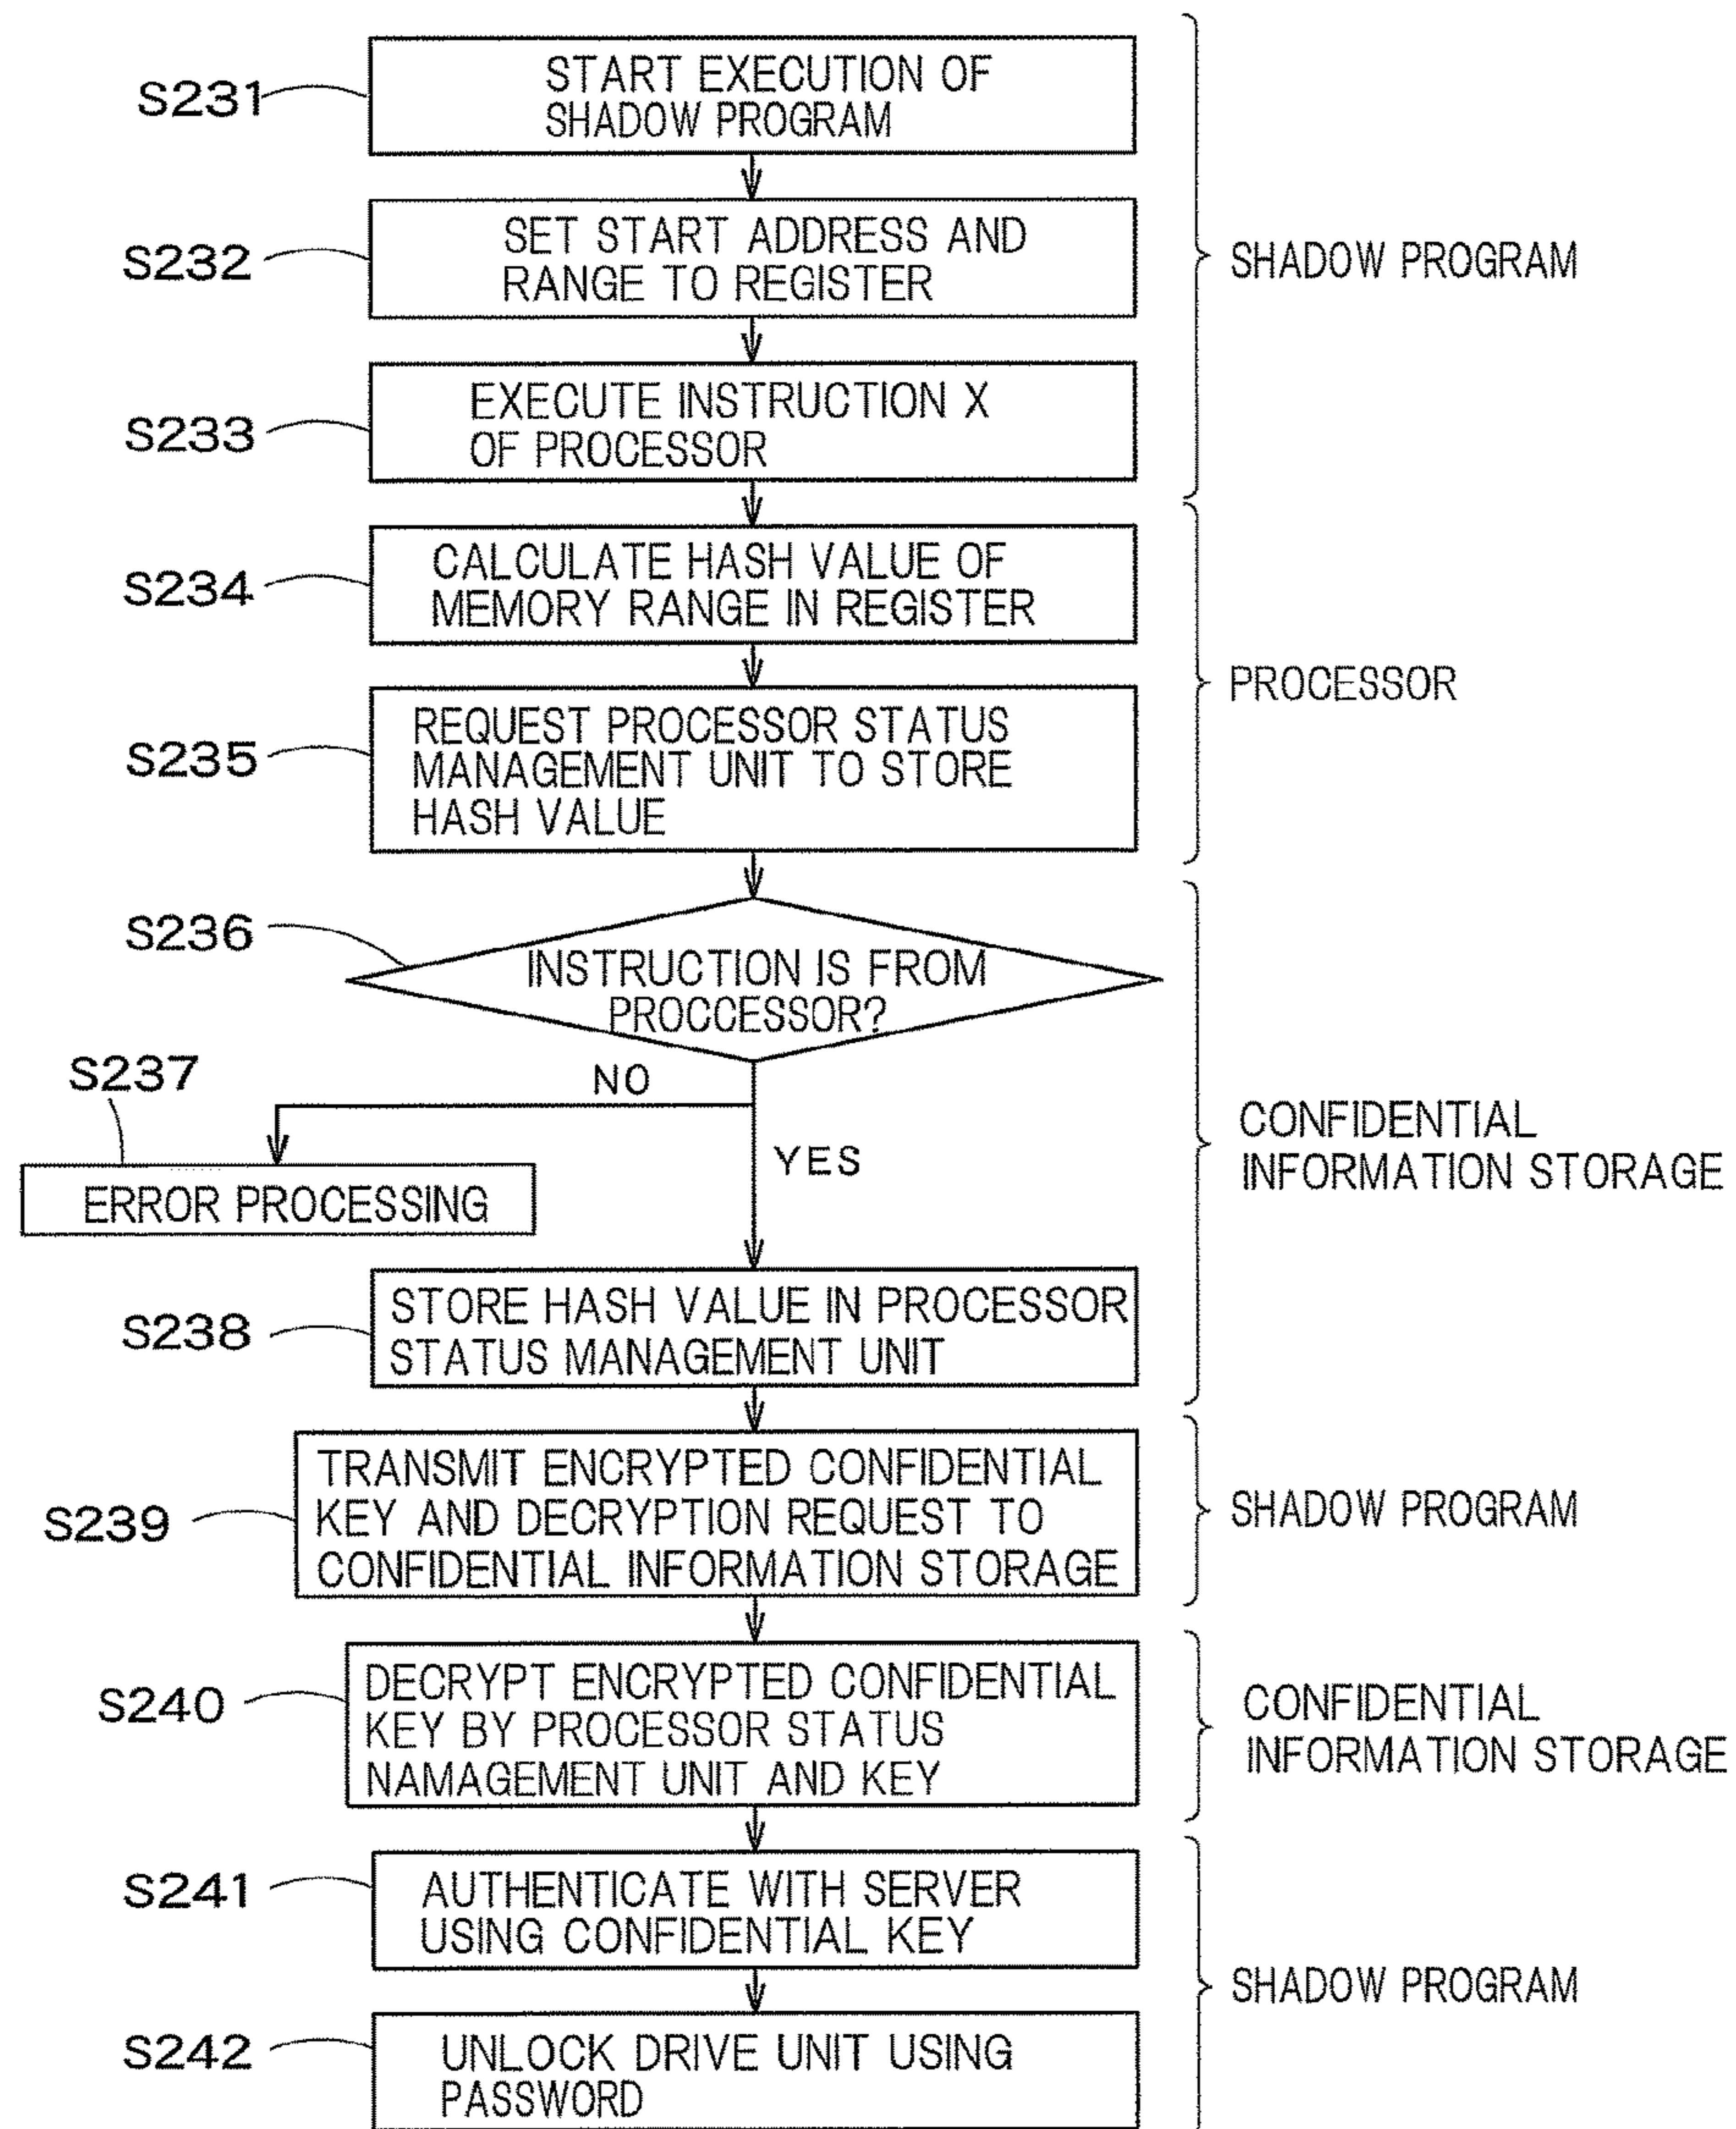 S231
START EXECUTION OF
SHADOW PROGRAM
S232
SET START ADDRESS AND
RANGE TO REGISTER
SHADOW PROGRAM
S233
EXECUTE INSTRUCTION X
OF PROCESSOR
S234
CALCULATE HASH VALUE OF
MEMORY RANGE IN REGISTER
PROCESSOR
S235
REQUEST PROCESSOR STATUS
MANAGEMENT UNIT TO STORE
HASH VALUE
S236
INSTRUCTION IS FROM
PROCCESSOR?
NO
YES
S237
ERROR PROCESSING
CONFIDENTIAL
INFORMATION STORAGE
S238
STORE HASH VALUE IN PROCESSOR
STATUS MANAGEMENT UNIT
S239
TRANSMIT ENCRYPTED CONFIDENTIAL
KEY AND DECRYPTION REQUEST TO
CONFIDENTIAL INFORMATION STORAGE
SHADOW PROGRAM
S240
DECRYPT ENCRYPTED CONFIDENTIAL
KEY BY PROCESSOR STATUS
NAMAGEMENT UNIT AND KEY
CONFIDENTIAL
INFORMATION STORAGE
S241
AUTHENTICATE WITH SERVER
USING CONFIDENTIAL KEY
SHADOW PROGRAM
S242
UNLOCK DRIVE UNIT USING
PASSWORD